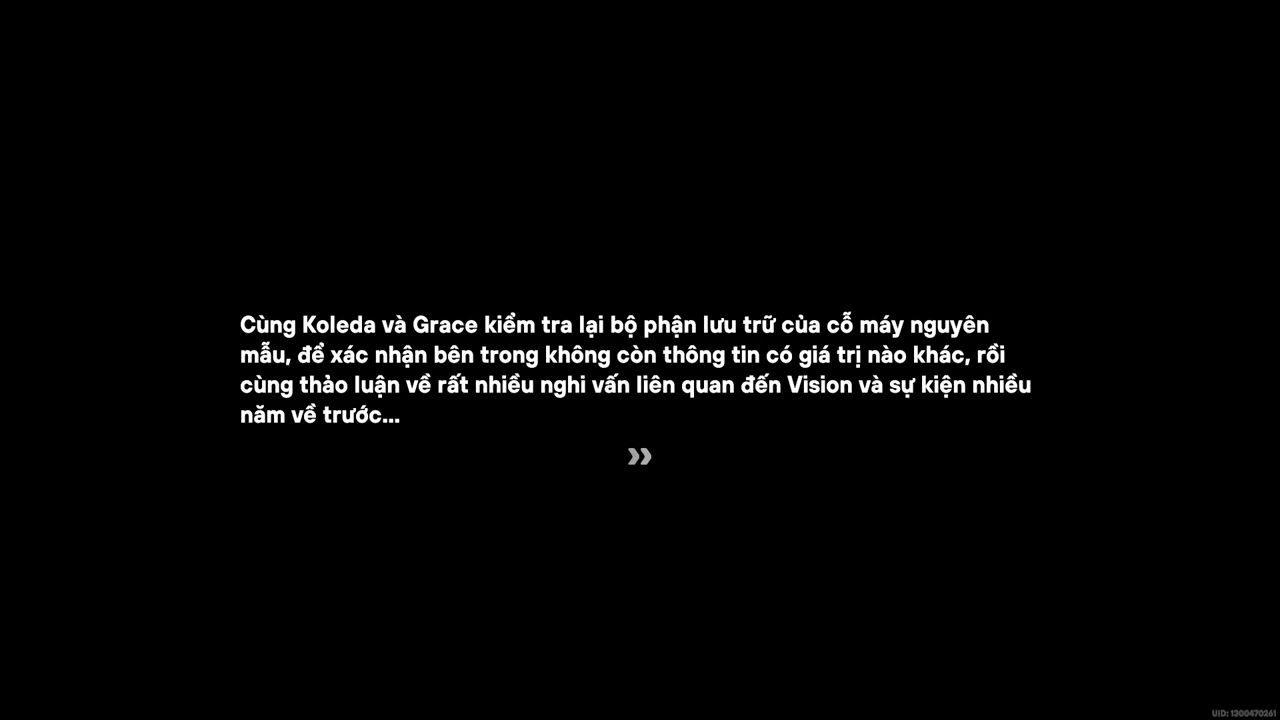 Cùng Koleda và Grace kiểm tra lại bộ phận lưu trữ của cỗ máy nguyên
mẫu, để xác nhận bên trong không còn thông tin có giá trị nào khác, rồi
cùng thảo luận về rất nhiều nghi vấn liên quan đến Vision và sự kiện nhiều
năm về trước...
UID: 1300470261